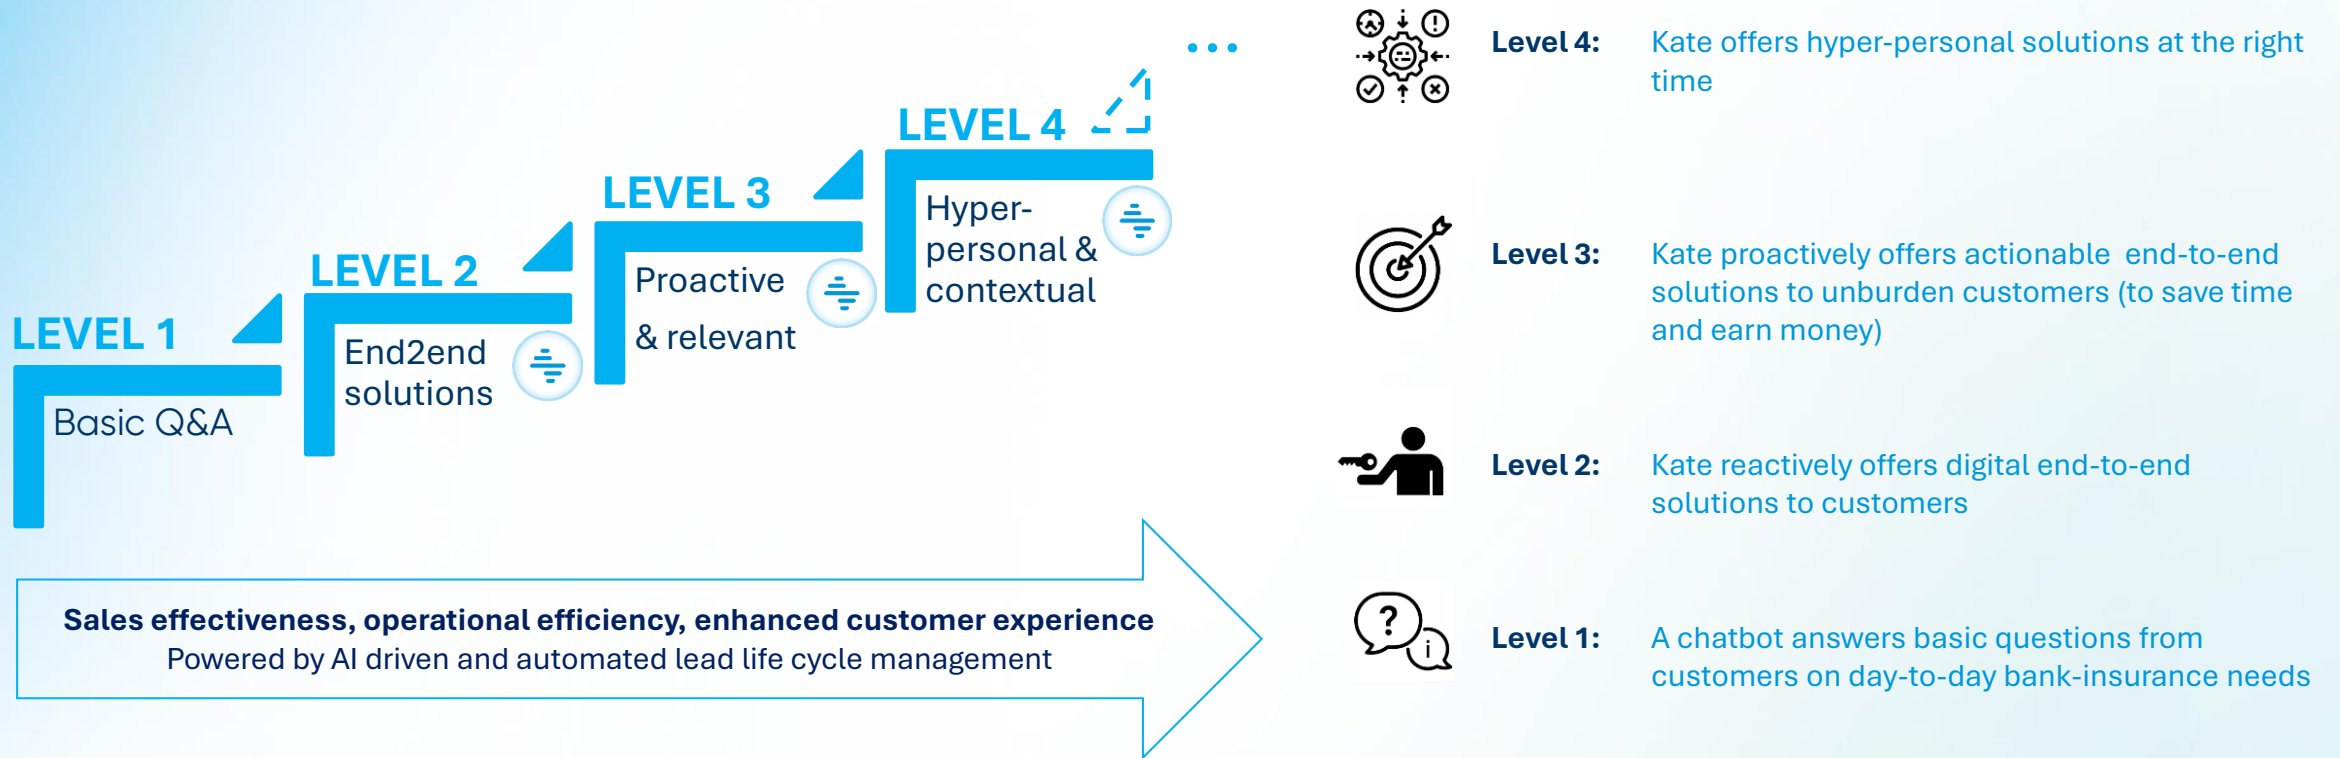 LEVEL 1
Basic Q&A
LEVEL 2
End2end
solutions
LEVEL 3
Proactive
& relevant
LEVEL 4
Hyper-
personal &
contextual
Sales effectiveness, operational efficiency, enhanced customer experience
Powered by AI driven and automated lead life cycle management
Level 4: Kate offers hyper-personal solutions at the right
time
Level 3: Kate proactively offers actionable end-to-end
solutions to unburden customers (to save time
and earn money)
Level 2: Kate reactively offers digital end-to-end
solutions to customers
? i
Level 1: A chatbot answers basic questions from
customers on day-to-day bank-insurance needs